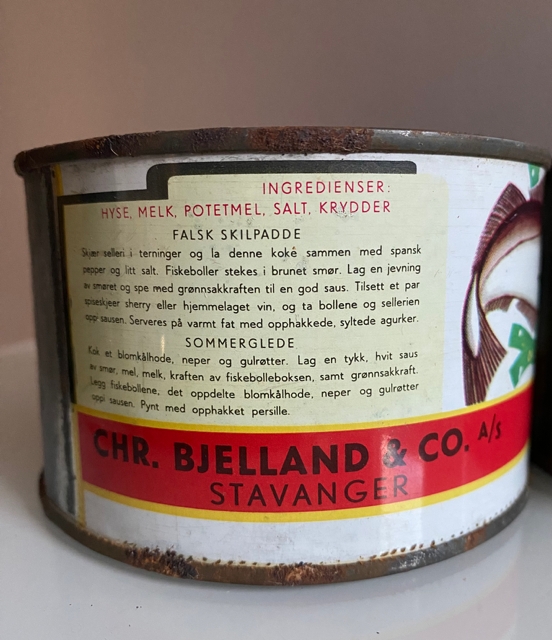 INGREDIENSER:
HYSE, MELK, POTETMEL, SALT, KRYDDER
FALSK SKILPADDE
Skjær selleri i terninger og la denne koke sammen med spansk
pepper og litt salt. Fiskeboller stekes i brunet smør. Lag en jevning
av smøret og spe med grønnsakkraften til en god saus. Tilsett et par
spiseskjeer sherry eller hjemmelaget vin, og ta bollene og sellerien
opp i sausen. Serveres på varmt fat med opphakkede, syltede agurker.
SOMMERGLEDE
Kok et blomkålhode, neper og gulrøtter. Lag en tykk, hvit saus
av smør, mel, melk, kraften av fiskebolleboksen, samt grønnsakkraft.
Legg fiskebollene, det oppdelte blomkålhode, neper og gulrøtter
opp i sausen. Pynt med opphakket persille.
CHR. BJELLAND & CO. A/S
STAVANGER